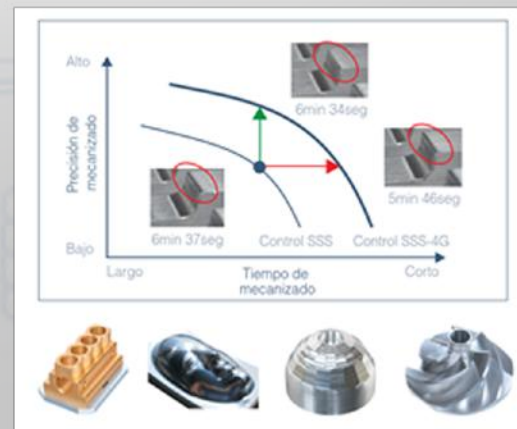 Alto
Precisión de
mecanizado
Bajo
6min 34seg
5min 46seg
6min 37seg
Control SSS
Control SSS-4G
Largo
Tiempo de
mecanizado
Corto